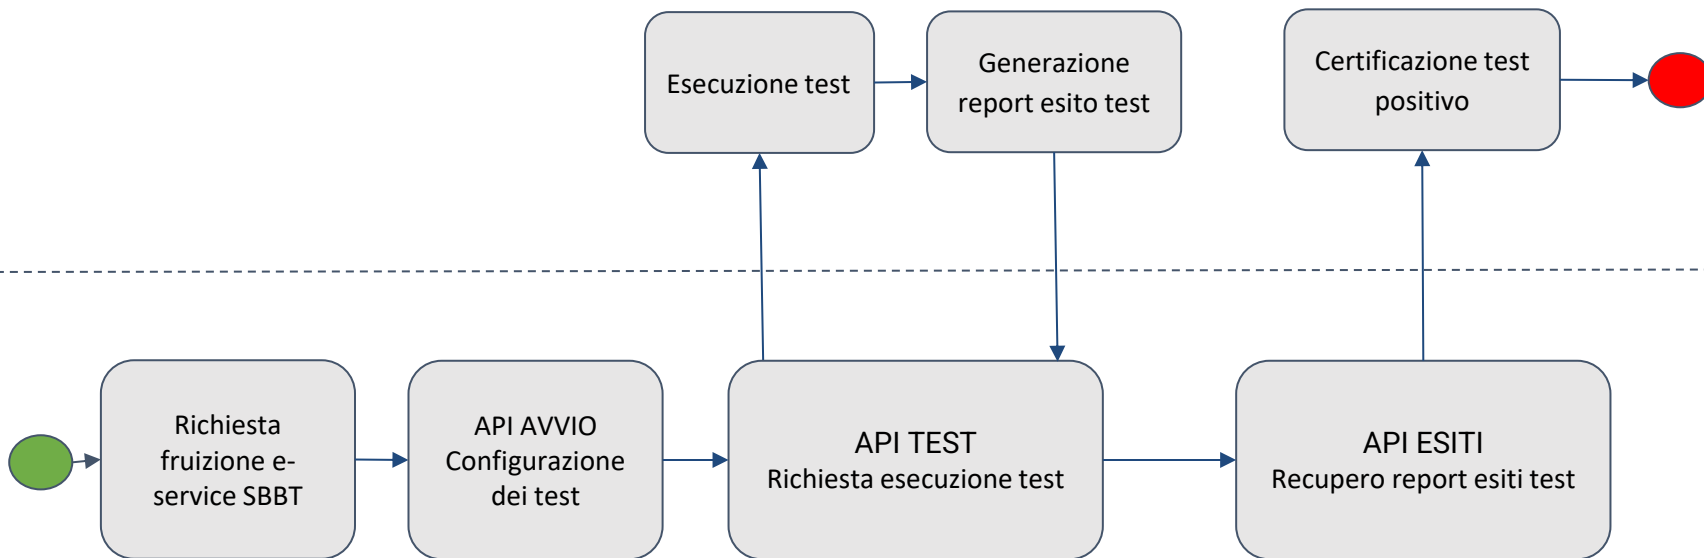 Esecuzione test
Generazione
report esito test
Certificazione test
positivo
Richiesta
fruizione e-
service SBBT
API AVVIO
Configurazione
dei test
API TEST
Richiesta esecuzione test
API ESITI
Recupero report esiti test